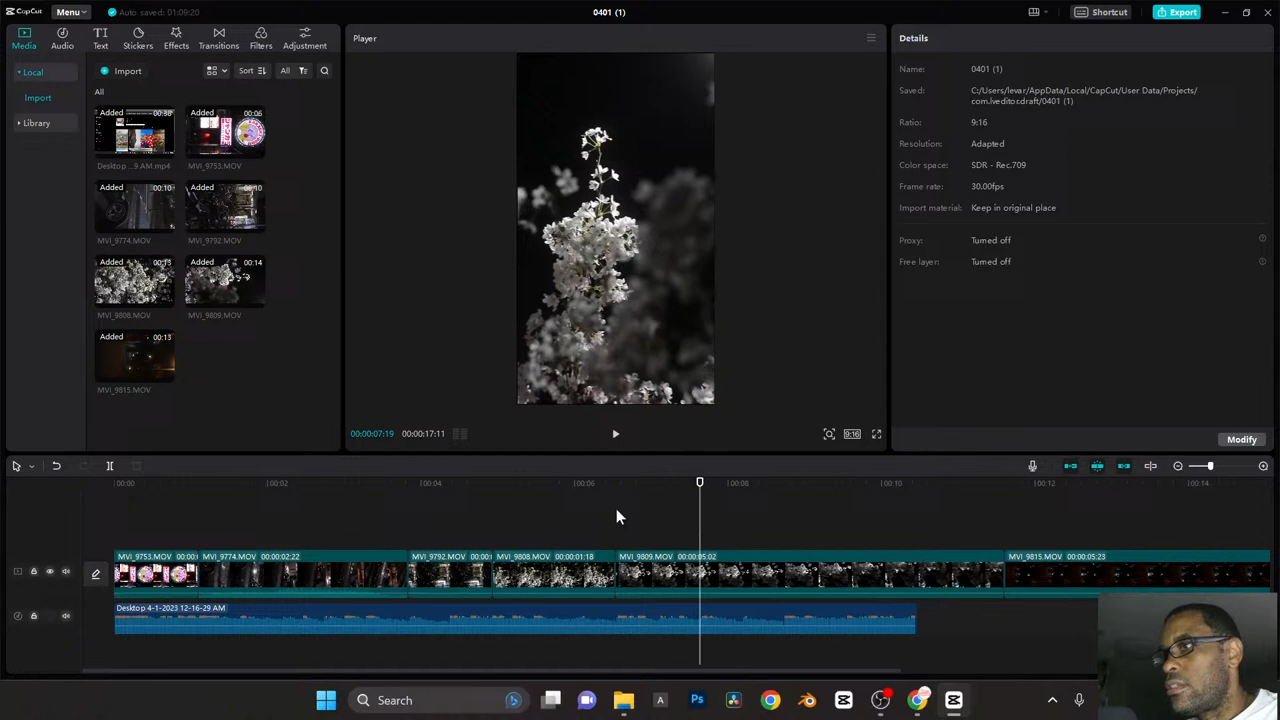 CapCut Menu Auto saved: 01:09:20 0401 (1) Shortcut Export
Media Audio Text Stickers Effects Transitions Filters Adjustment
Player
Details
Local
Import
Library
Import Sort All
All
Added 00:38
Desktop ...9 AM.mp4
Added 00:06
MVI_9753.MOV
Added 00:10
MVI_9774.MOV
Added 00:10
MVI_9792.MOV
Added 00:13
MVI_9808.MOV
Added 00:14
MVI_9809.MOV
Added 00:13
MVI_9815.MOV
00:00:07:19 00:00:17:11
9:16
Name: 0401 (1)
Saved: C:/Users/levar/AppData/Local/CapCut/User Data/Projects/
com.lveditor.draft/0401 (1)
Ratio: 9:16
Resolution: Adapted
Color space: SDR - Rec.709
Frame rate: 30.00fps
Import material: Keep in original place
Proxy: Turned off
Free layer: Turned off
Modify
00:00 00:02 00:04 00:06 00:08 00:10 00:12 00:14
MVI_9753.MOV MVI_9774.MOV 00:00:02:22 MVI_9792.MOV MVI_9808.MOV 00:00:01:18 MVI_9809.MOV 00:00:05:02 MVI_9815.MOV 00:00:05:23
Desktop 4-1-2023 12-16-29 AM
Search